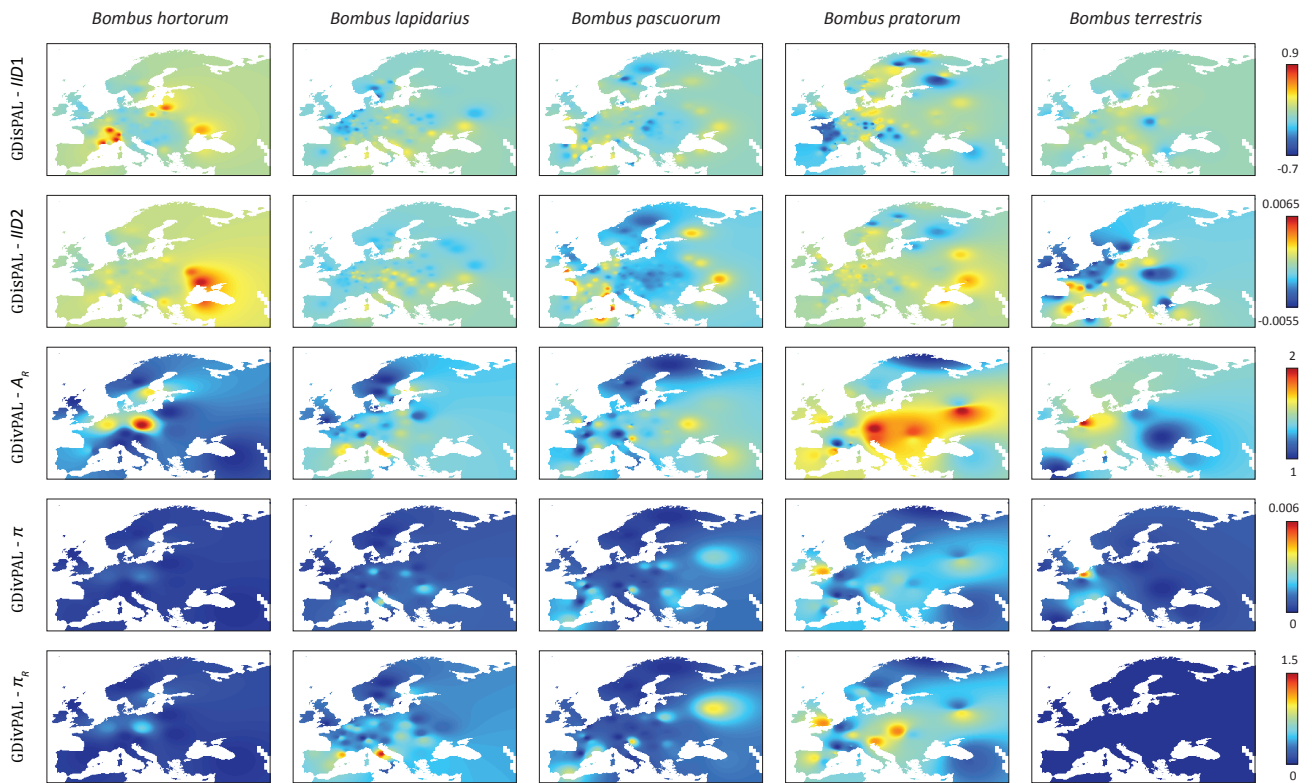 Bombus hortorum Bombus lapidarius Bombus pascuorum Bombus pratorum Bombus terrestris
GDisPAL - IID1
0.9
-0.7
GDisPAL - IID2
0.0065
-0.0055
GDivPAL - A_R
2
1
GDivPAL - π
0.006
0
GDivPAL - π_R
1.5
0